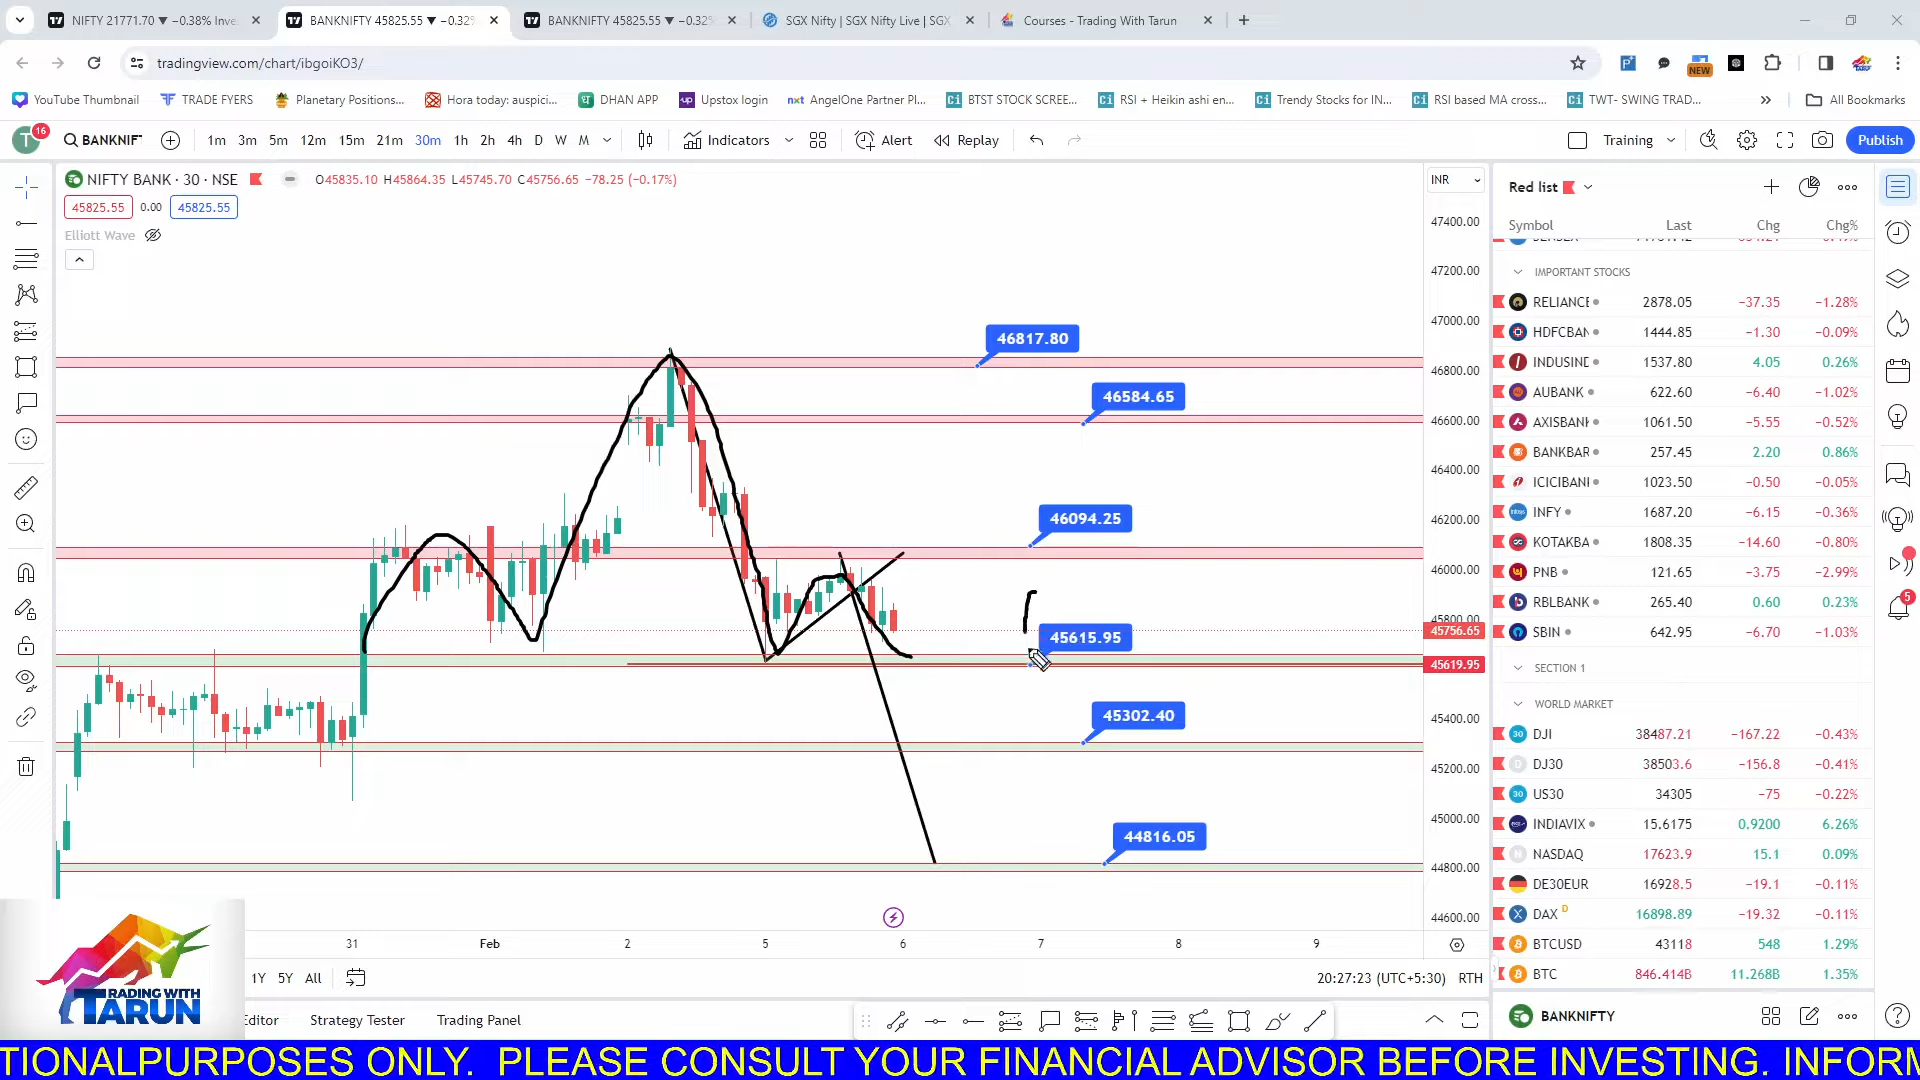 NIFTY 21771.70 ▼ −0.38% Inve
BANKNIFTY 45825.55 ▼ −0.32%
BANKNIFTY 45825.55 ▼ −0.32%
SGX Nifty | SGX Nifty Live | SGX
Courses - Trading With Tarun
tradingview.com/chart/ibgoiKO3/
NEW
YouTube Thumbnail
TRADE FYERS
Planetary Positions...
Hora today: auspici...
DHAN APP
Upstox login
AngelOne Partner Pl...
BTST STOCK SCREE...
RSI + Heikin ashi en...
Trendy Stocks for IN...
RSI based MA cross...
TWT- SWING TRAD...
All Bookmarks
T 16 BANKNIF 1m 3m 5m 12m 15m 21m 30m 1h 2h 4h D W M Indicators Alert Replay Training Publish
NIFTY BANK · 30 · NSE O45835.10 H45864.35 L45745.70 C45756.65 −78.25 (−0.17%)
45825.55 0.00 45825.55
Elliott Wave
INR
47400.00
47200.00
47000.00
46800.00
46600.00
46400.00
46200.00
46000.00
45800.00
45756.65
45619.95
45400.00
45200.00
45000.00
44800.00
44600.00
46817.80
46584.65
46094.25
45615.95
45302.40
44816.05
31 Feb 2 5 6 7 8 9
1Y 5Y All
20:27:23 (UTC+5:30) RTH
Editor Strategy Tester Trading Panel
Red list
Symbol Last Chg Chg%
IMPORTANT STOCKS
RELIANCE 2878.05 −37.35 −1.28%
HDFCBAN 1444.85 −1.30 −0.09%
INDUSIND 1537.80 4.05 0.26%
AUBANK 622.60 −6.40 −1.02%
AXISBANK 1061.50 −5.55 −0.52%
BANKBAR 257.45 2.20 0.86%
ICICIBANK 1023.50 −0.50 −0.05%
INFY 1687.20 −6.15 −0.36%
KOTAKBA 1808.35 −14.60 −0.80%
PNB 121.65 −3.75 −2.99%
RBLBANK 265.40 0.60 0.23%
SBIN 642.95 −6.70 −1.03%
SECTION 1
WORLD MARKET
DJI 38487.21 −167.22 −0.43%
DJ30 38503.6 −156.8 −0.41%
US30 34305 −75 −0.22%
INDIAVIX 15.6175 0.9200 6.26%
NASDAQ 17623.9 15.1 0.09%
DE30EUR 16928.5 −19.1 −0.11%
DAX D 16898.89 −19.32 −0.11%
BTCUSD 43118 548 1.29%
BTC 846.414B 11.268B 1.35%
BANKNIFTY
5
TRADING WITH
TARUN
TIONALPURPOSES ONLY. PLEASE CONSULT YOUR FINANCIAL ADVISOR BEFORE INVESTING. INFORM